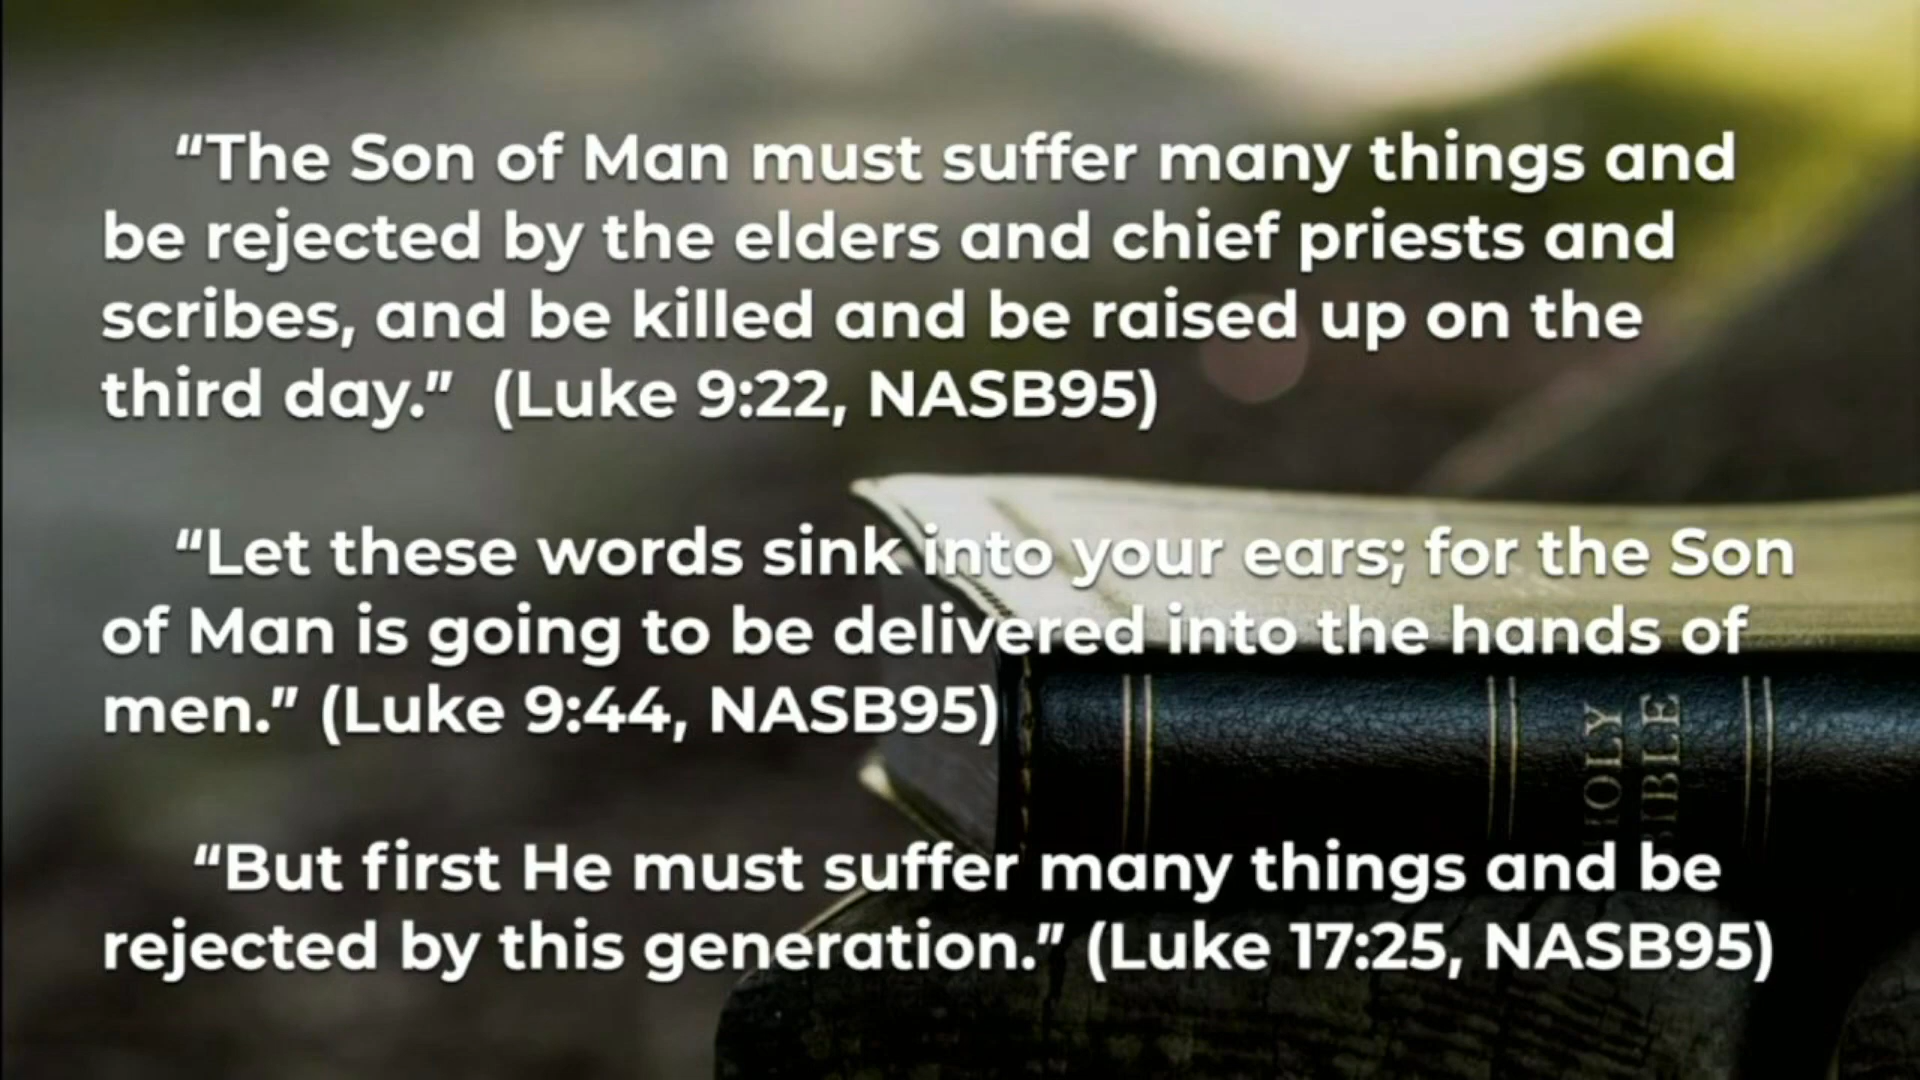 “The Son of Man must suffer many things and
be rejected by the elders and chief priests and
scribes, and be killed and be raised up on the
third day.”  (Luke 9:22, NASB95)
“Let these words sink into your ears; for the Son
of Man is going to be delivered into the hands of
men.” (Luke 9:44, NASB95)
HOLY
BIBLE
“But first He must suffer many things and be
rejected by this generation.” (Luke 17:25, NASB95)